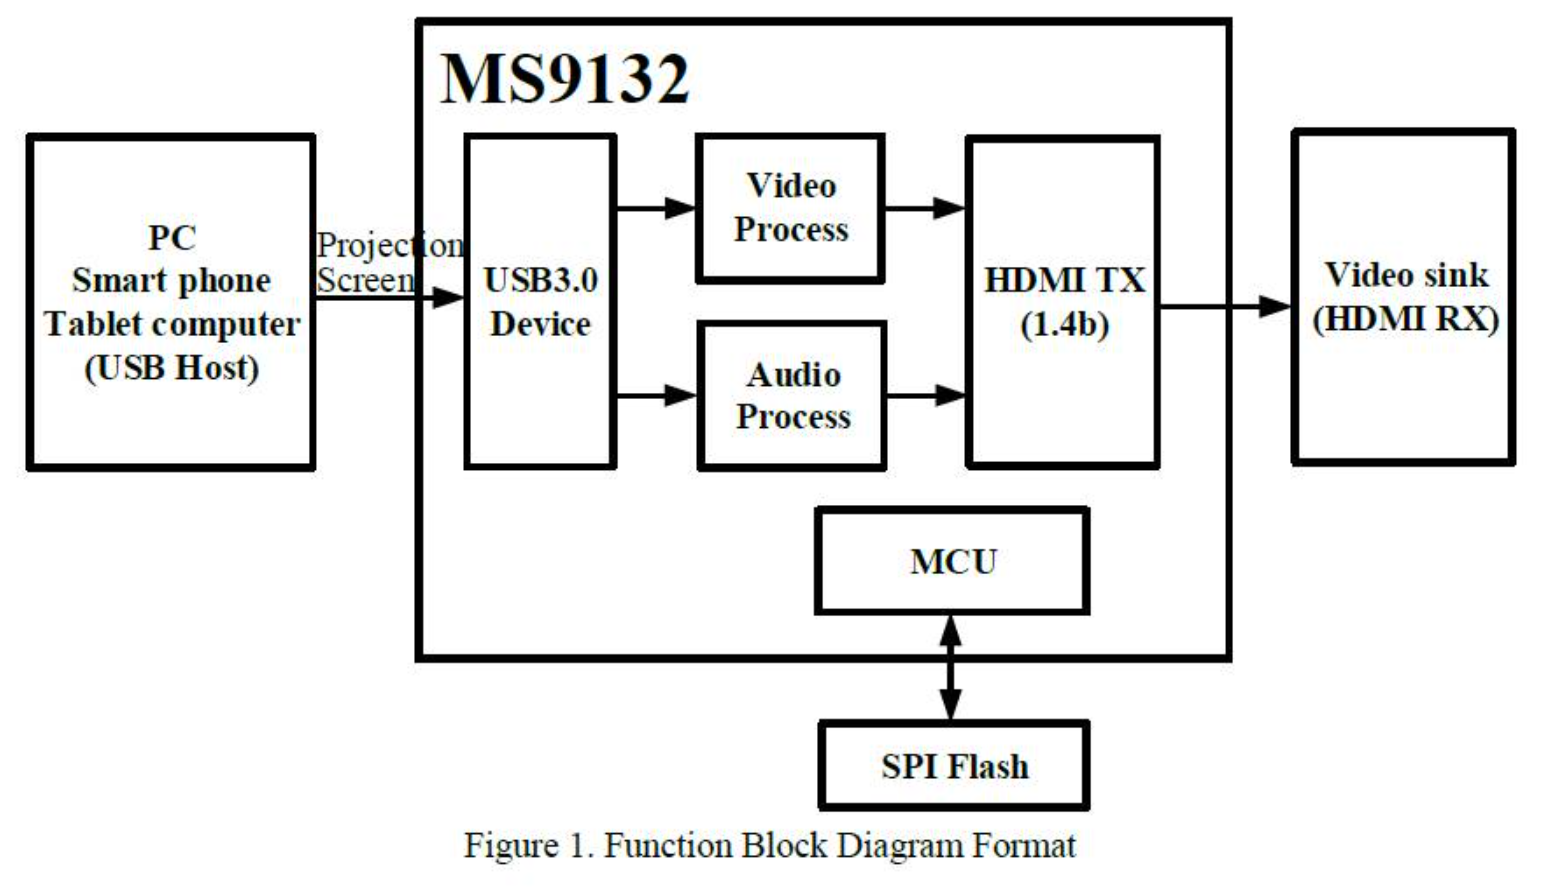 MS9132
PC
Smart phone
Tablet computer
(USB Host)
Projection
Screen
USB3.0
Device
Video
Process
Audio
Process
HDMI TX
(1.4b)
Video sink
(HDMI RX)
MCU
SPI Flash
Figure 1. Function Block Diagram Format